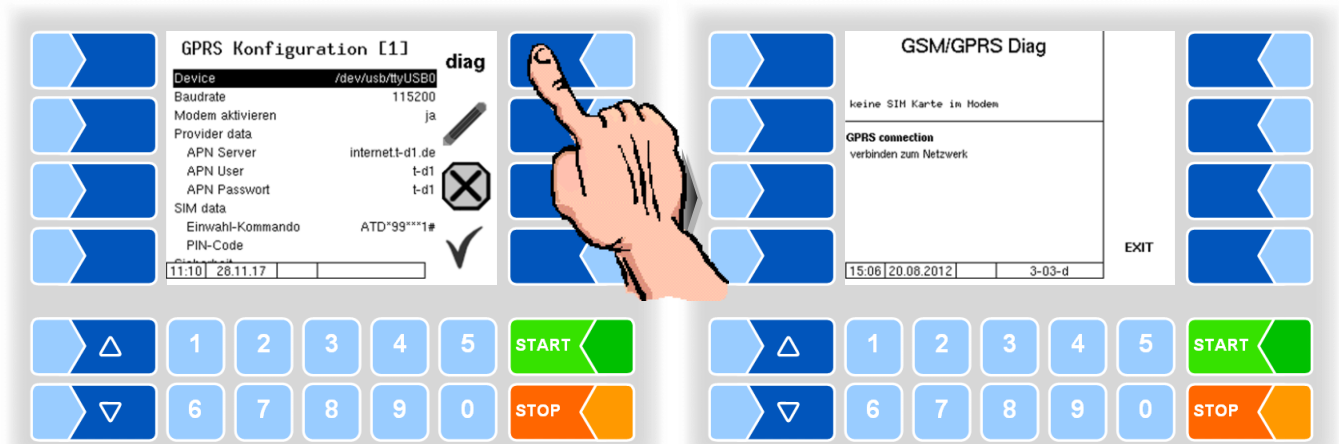 GPRS Konfiguration [1]
diag
Device /dev/usb/ttyUSB0
Baudrate 115200
Modem aktivieren ja
Provider data
APN Server internet.t-d1.de
APN User t-d1
APN Passwort t-d1
SIM data
Einwahl-Kommando ATD*99***1#
PIN-Code
Sicherheit
11:10 28.11.17
1 2 3 4 5 START
6 7 8 9 0 STOP
GSM/GPRS Diag
keine SIM Karte im Modem
GPRS connection
verbinden zum Netzwerk
EXIT
15:06 20.08.2012 3-03-d
1 2 3 4 5 START
6 7 8 9 0 STOP